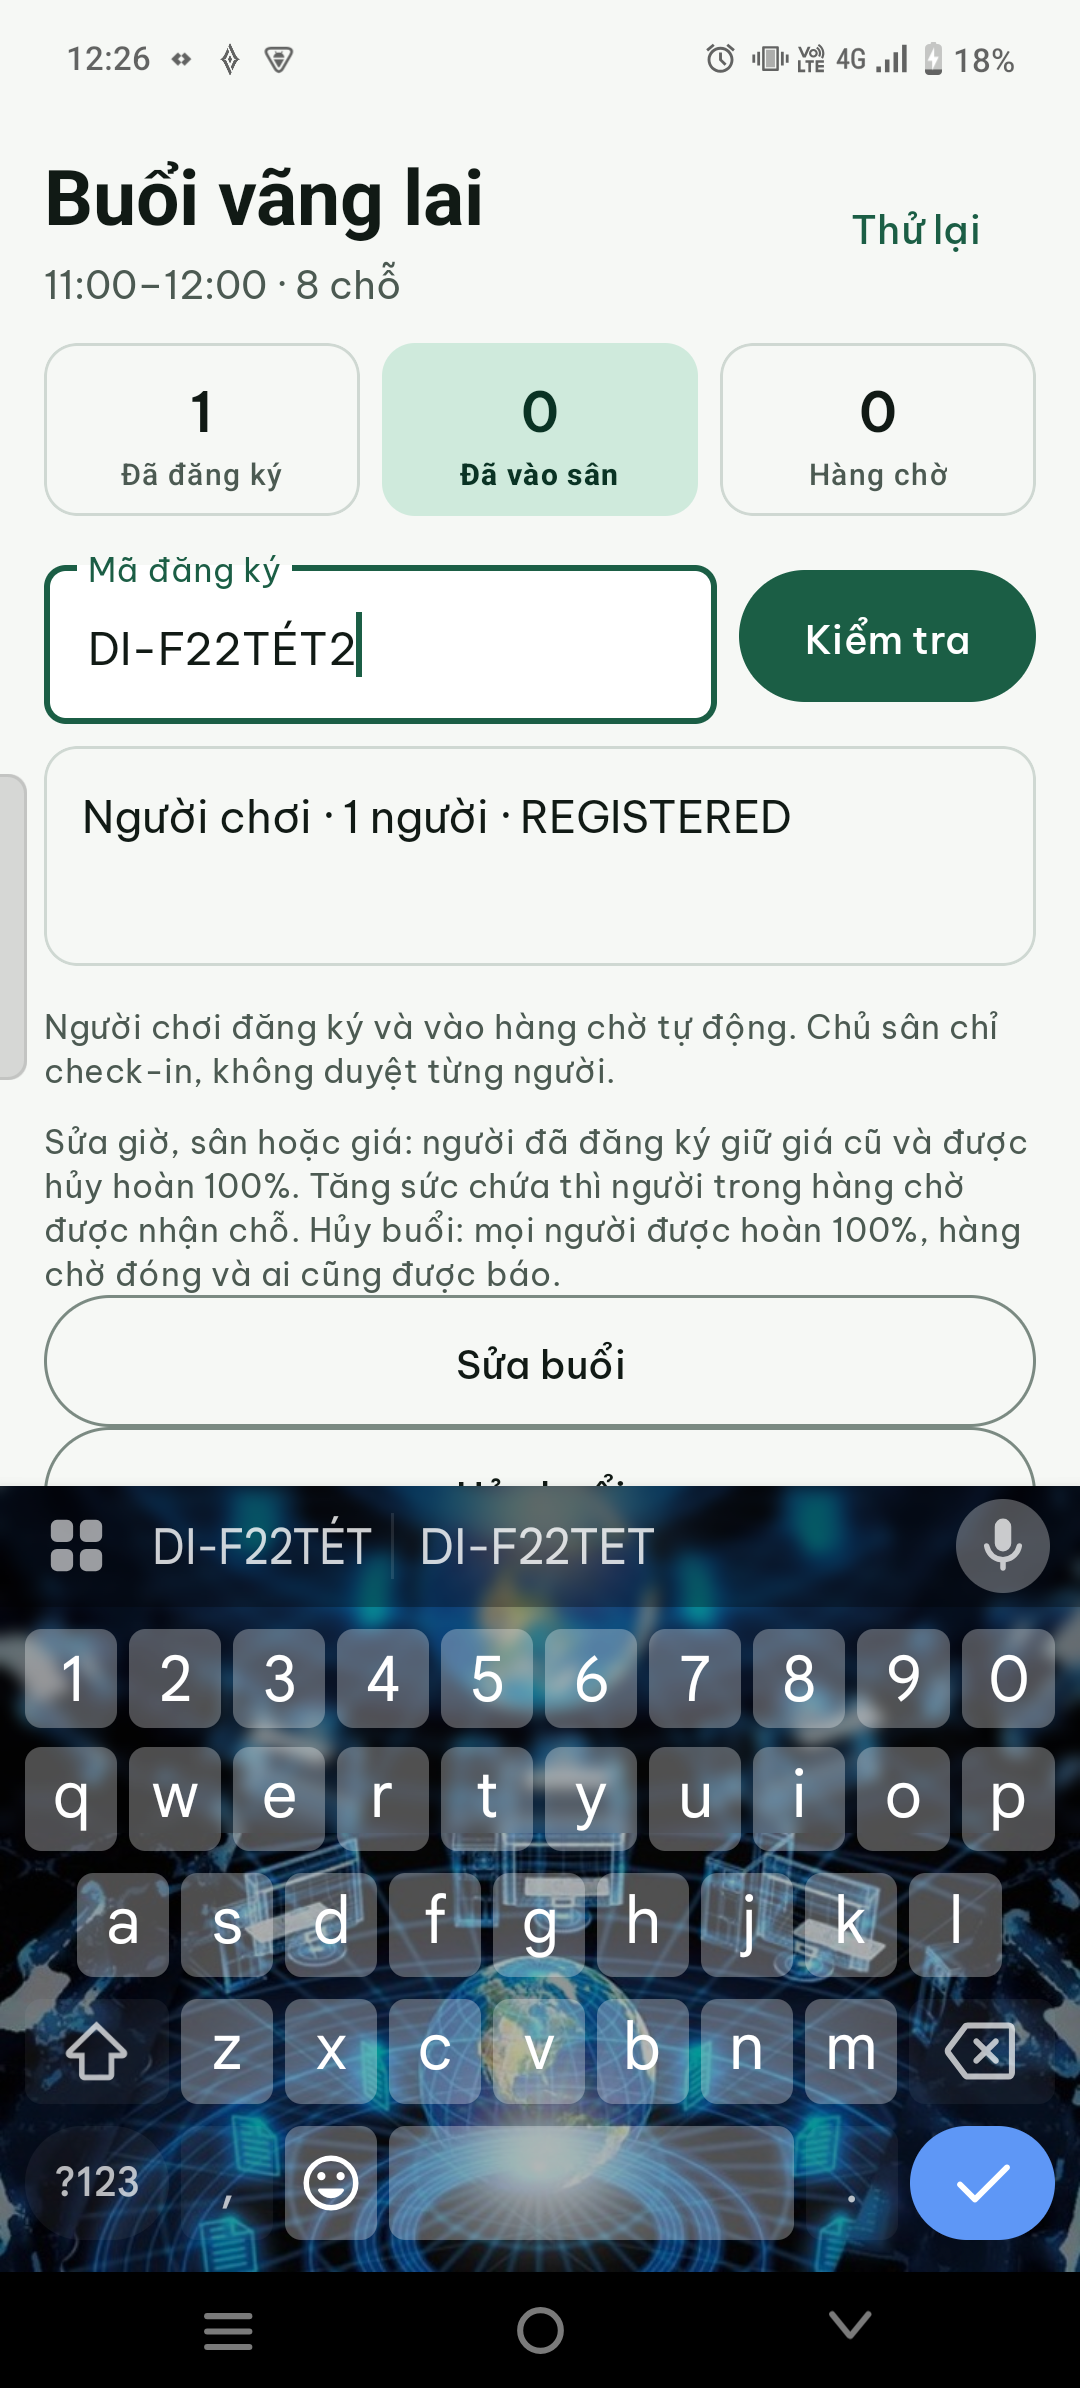 12:26
VoLTE 4G 18%
Buổi vãng lai
Thử lại
11:00–12:00 · 8 chỗ
1
Đã đăng ký
0
Đã vào sân
0
Hàng chờ
Mã đăng ký
DI-F22TÉT2
Kiểm tra
Người chơi · 1 người · REGISTERED
Người chơi đăng ký và vào hàng chờ tự động. Chủ sân chỉ
check-in, không duyệt từng người.
Sửa giờ, sân hoặc giá: người đã đăng ký giữ giá cũ và được
hủy hoàn 100%. Tăng sức chứa thì người trong hàng chờ
được nhận chỗ. Hủy buổi: mọi người được hoàn 100%, hàng
chờ đóng và ai cũng được báo.
Sửa buổi
DI-F22TÉT DI-F22TET
1 2 3 4 5 6 7 8 9 0
q w e r t y u i o p
a s d f g h j k l
z x c v b n m
?123 , .